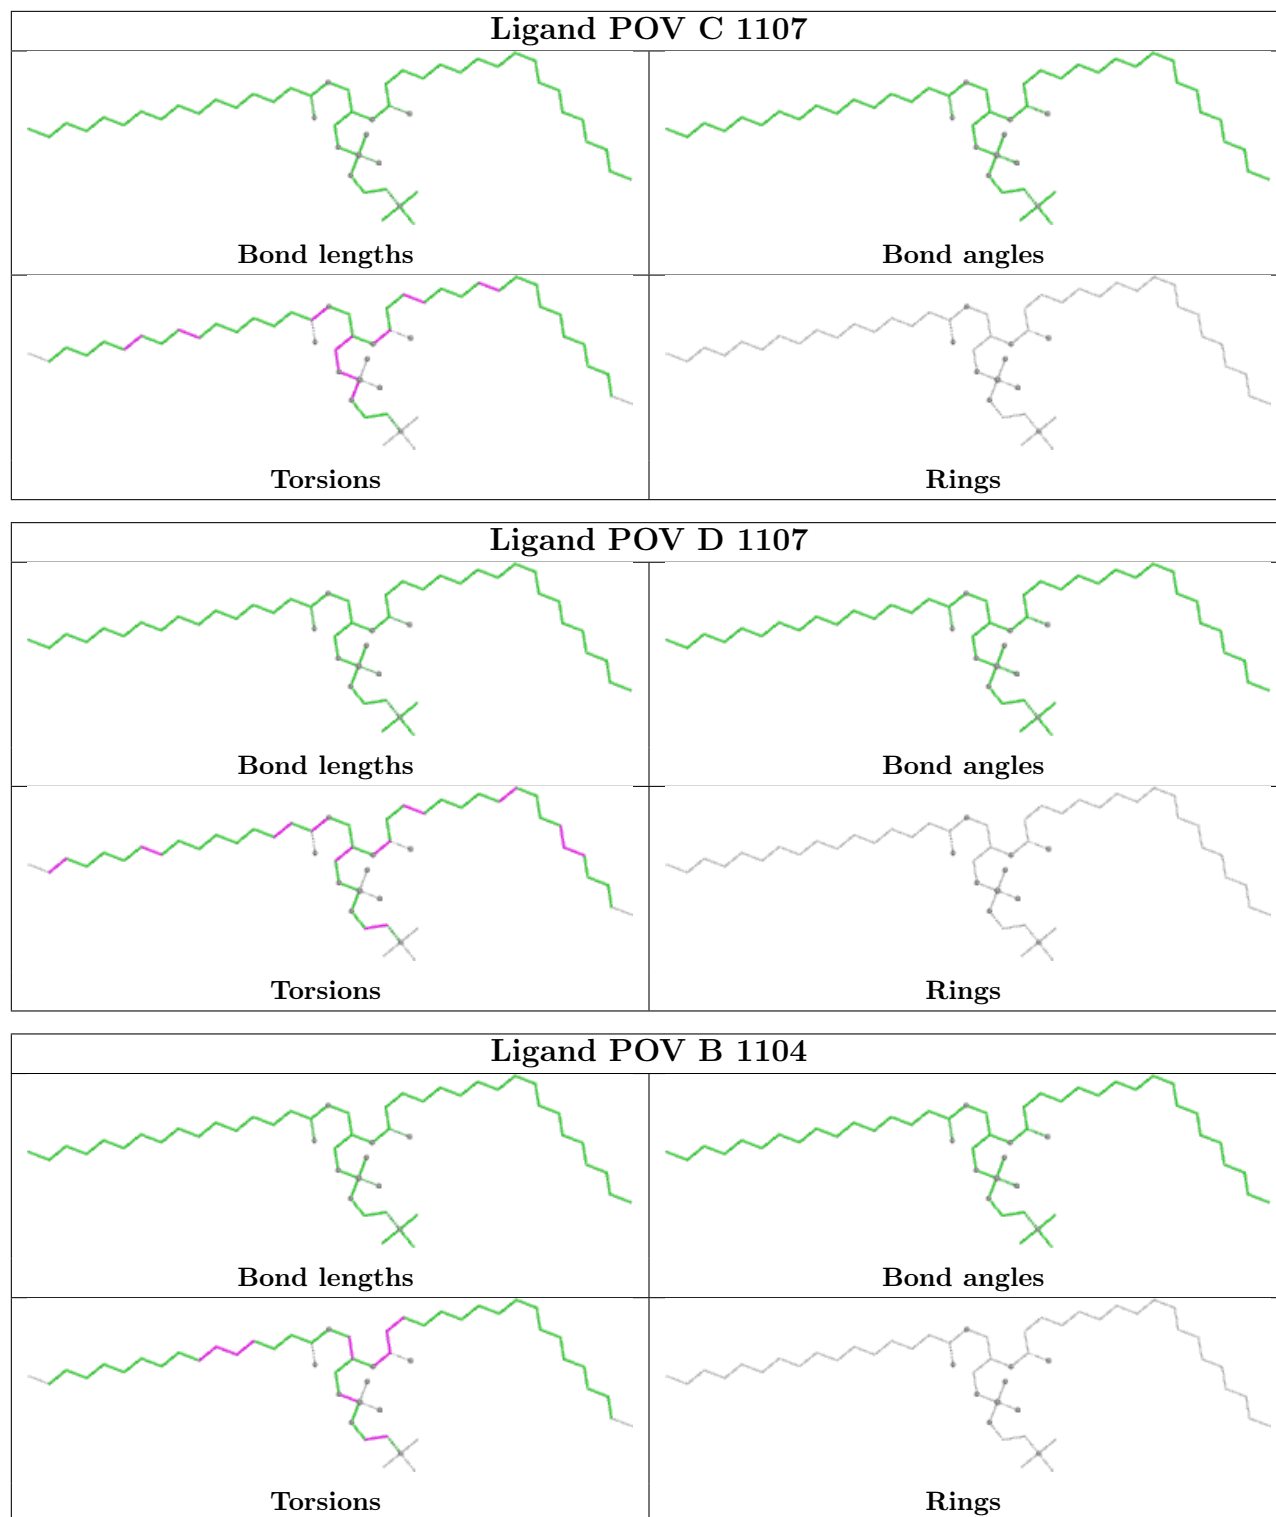 Ligand POV C 1107
Bond lengths
Bond angles
Torsions
Rings
Ligand POV D 1107
Bond lengths
Bond angles
Torsions
Rings
Ligand POV B 1104
Bond lengths
Bond angles
Torsions
Rings